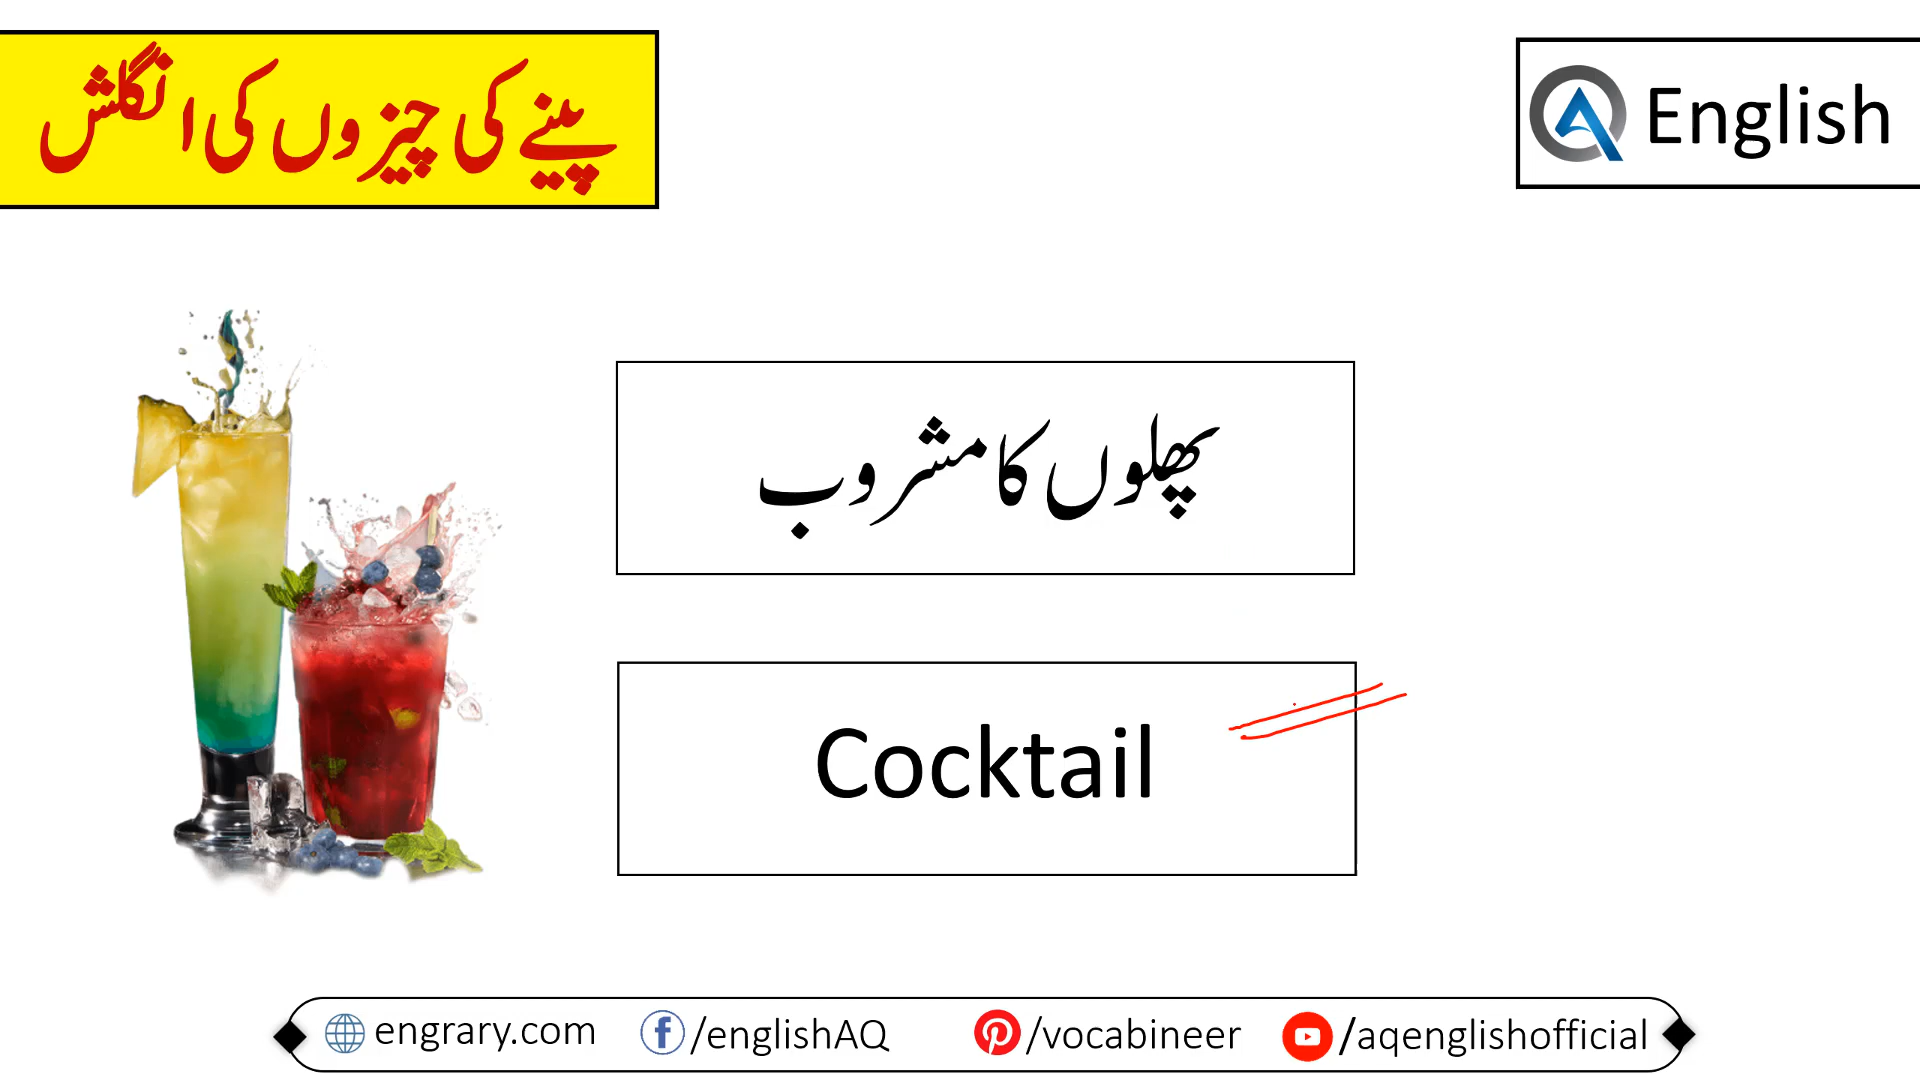 پینے کی چیزوں کی انگلش
English
پھلوں کا مشروب
Cocktail
engrary.com /englishAQ /vocabineer /aqenglishofficial